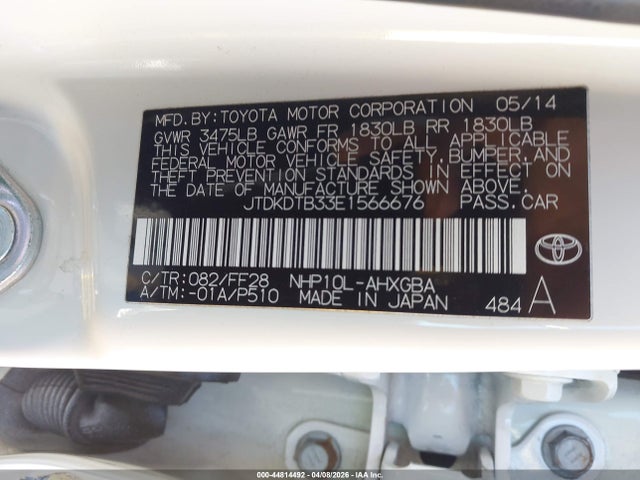 MFD.BY:TOYOTA MOTOR CORPORATION 05/14
GVWR 3475LB GAWR FR 1830LB RR 1830LB
THIS VEHICLE CONFORMS TO ALL APPLICABLE
FEDERAL MOTOR VEHICLE SAFETY,BUMPER,AND
THEFT PREVENTION STANDARDS IN EFFECT ON
THE DATE OF MANUFACTURE SHOWN ABOVE.
JTDKDTB33E1566676 PASS.CAR
C/TR:082/FF28 NHP10L-AHXGBA
A/TM:-01A/P510 MADE IN JAPAN 484 A
000-44814492 - 04/08/2026 - IAA Inc.